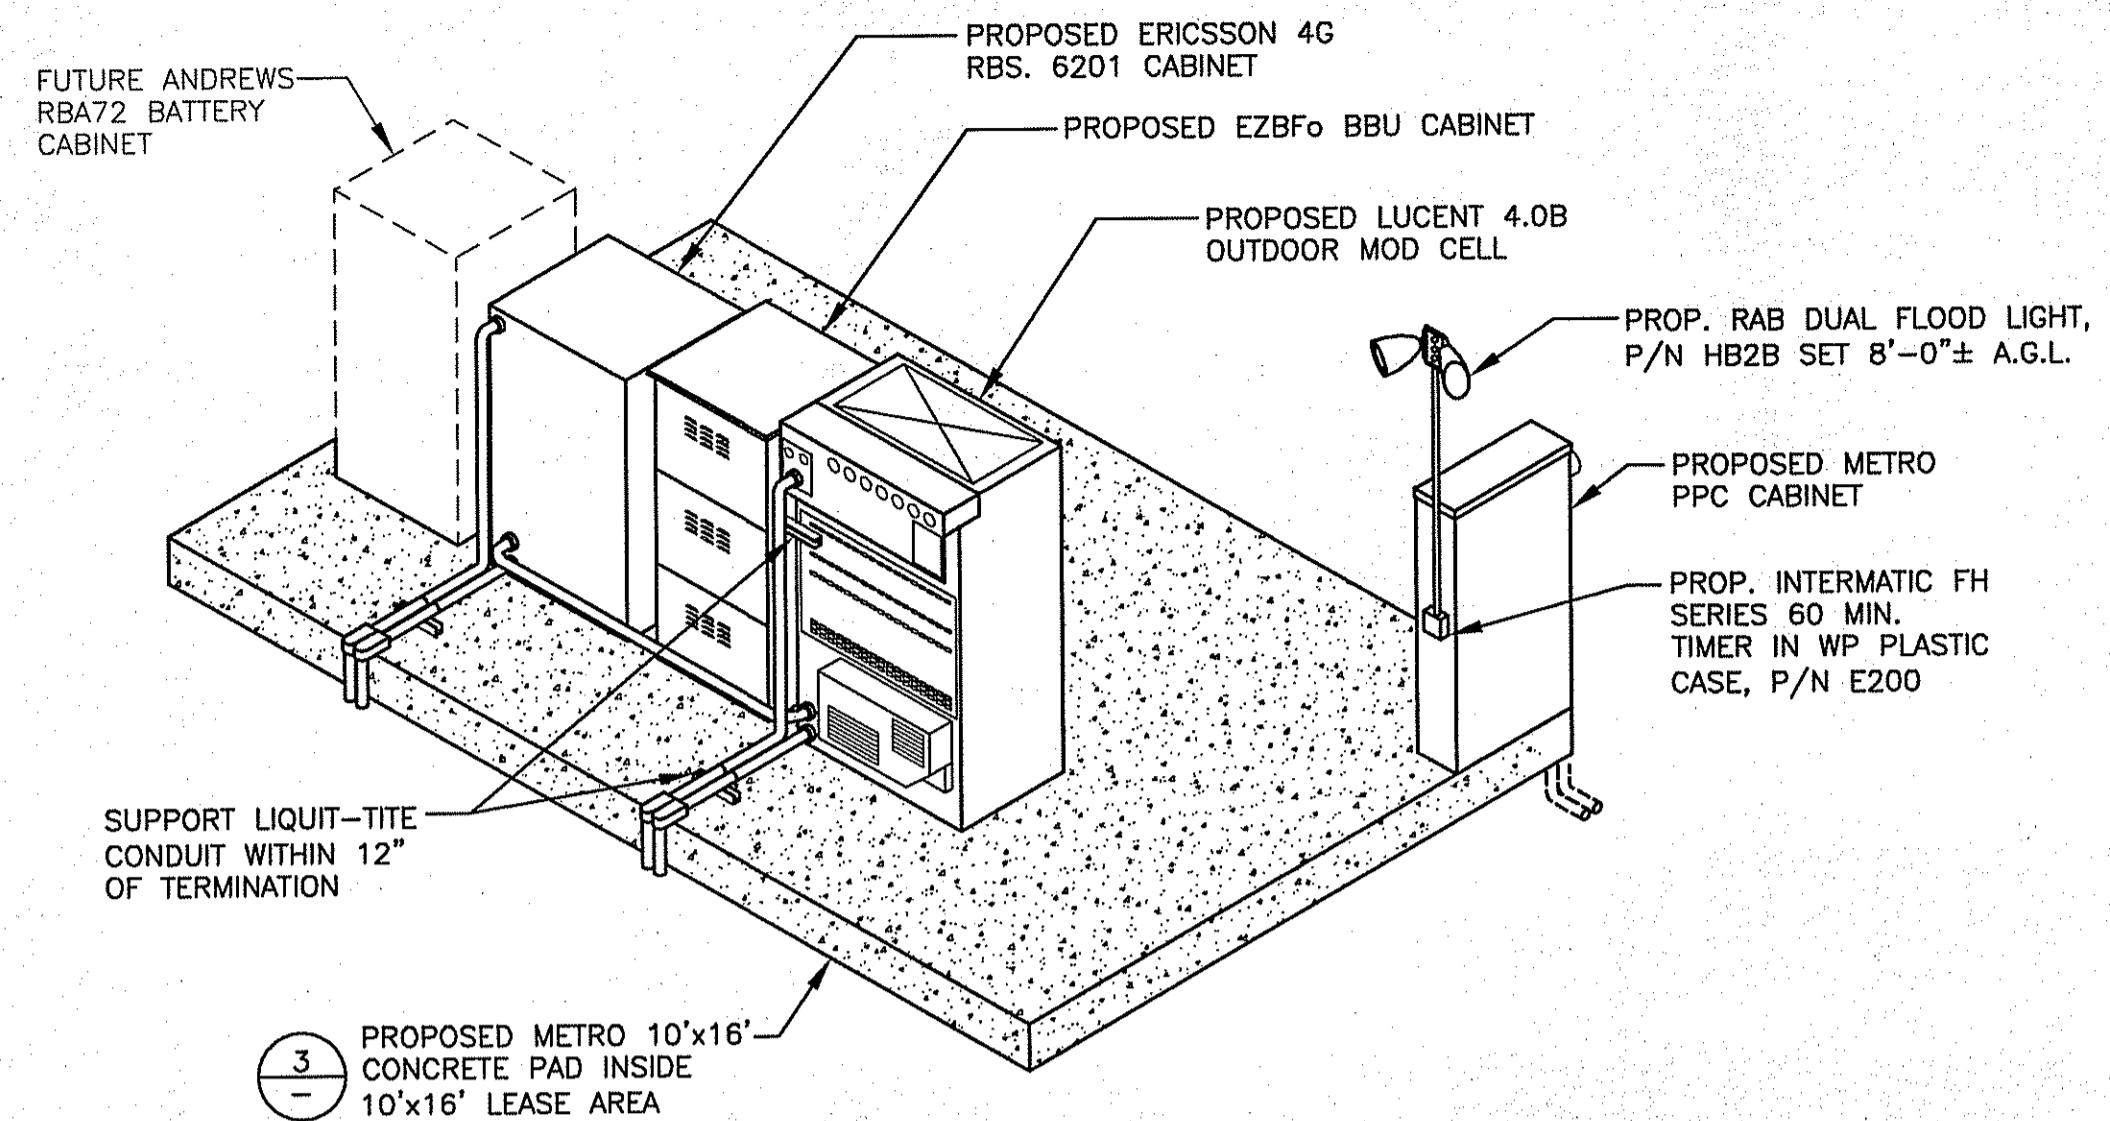 PROPOSED ERICSSON 4G
RBS. 6201 CABINET
FUTURE ANDREWS
RBA72 BATTERY
CABINET
PROPOSED EZBFo BBU CABINET
PROPOSED LUCENT 4.0B
OUTDOOR MOD CELL
PROP. RAB DUAL FLOOD LIGHT,
P/N HB2B SET 8'-0"± A.G.L.
PROPOSED METRO
PPC CABINET
PROP. INTERMATIC FH
SERIES 60 MIN.
TIMER IN WP PLASTIC
CASE, P/N E200
SUPPORT LIQUIT-TITE
CONDUIT WITHIN 12"
OF TERMINATION
3
-
PROPOSED METRO 10'x16'
CONCRETE PAD INSIDE
10'x16' LEASE AREA